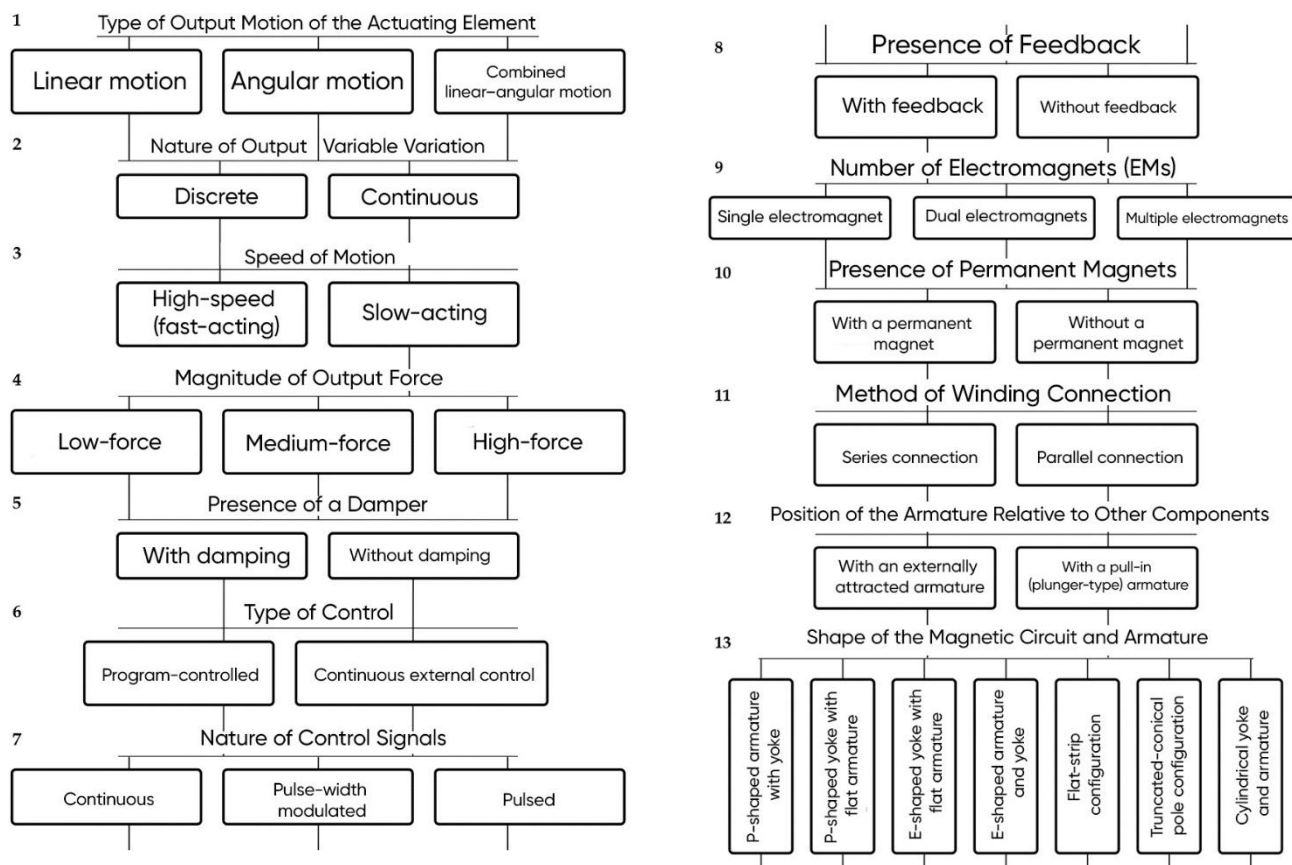 1
Type of Output Motion of the Actuating Element
Linear motion
Angular motion
Combined
linear–angular motion
2
Nature of Output Variable Variation
Discrete
Continuous
3
Speed of Motion
High-speed
(fast-acting)
Slow-acting
4
Magnitude of Output Force
Low-force
Medium-force
High-force
5
Presence of a Damper
With damping
Without damping
6
Type of Control
Program-controlled
Continuous external control
7
Nature of Control Signals
Continuous
Pulse-width
modulated
Pulsed
8
Presence of Feedback
With feedback
Without feedback
9
Number of Electromagnets (EMs)
Single electromagnet
Dual electromagnets
Multiple electromagnets
10
Presence of Permanent Magnets
With a permanent
magnet
Without a
permanent magnet
11
Method of Winding Connection
Series connection
Parallel connection
12
Position of the Armature Relative to Other Components
With an externally
attracted armature
With a pull-in
(plunger-type) armature
13
Shape of the Magnetic Circuit and Armature
P-shaped armature
with yoke
P-shaped yoke with
flat armature
E-shaped yoke with
flat armature
E-shaped armature
and yoke
Flat-strip
configuration
Truncated-conical
pole configuration
Cylindrical yoke
and armature